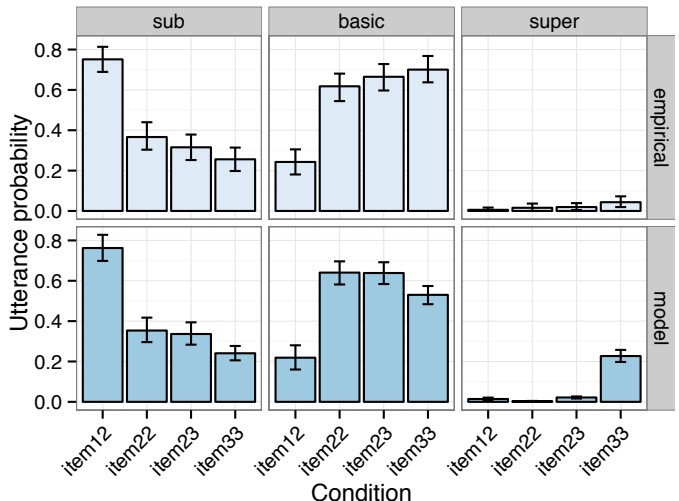 sub basic super
0.8
0.6
0.4
0.2
0.0
empirical
0.8
0.6
0.4
0.2
0.0
model
Utterance probability
item12 item22 item23 item33 item12 item22 item23 item33 item12 item22 item23 item33
Condition